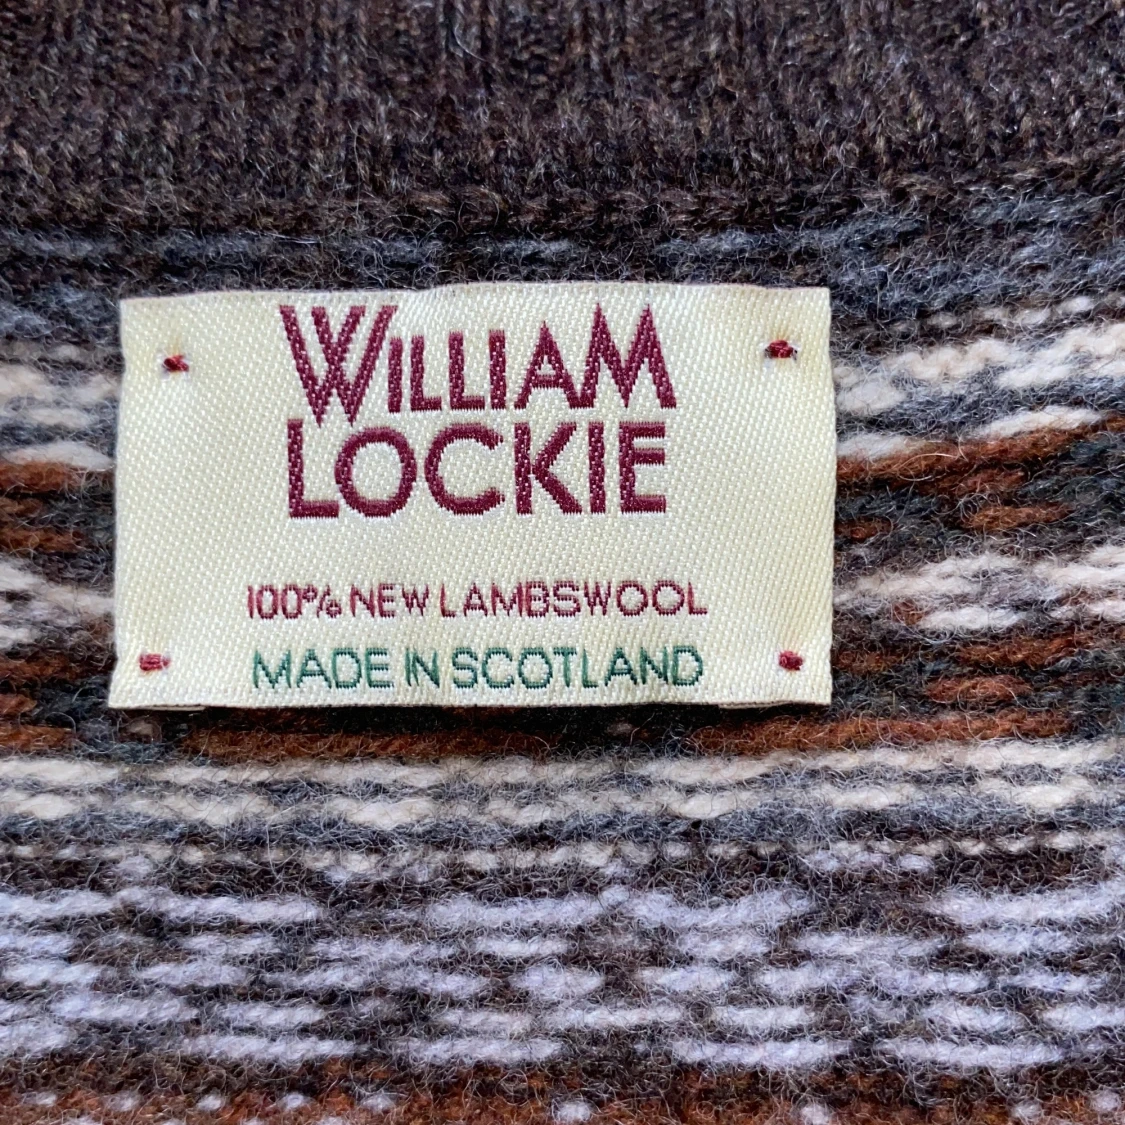 WILLIAM
LOCKIE
100% NEW LAMBSWOOL
MADE IN SCOTLAND